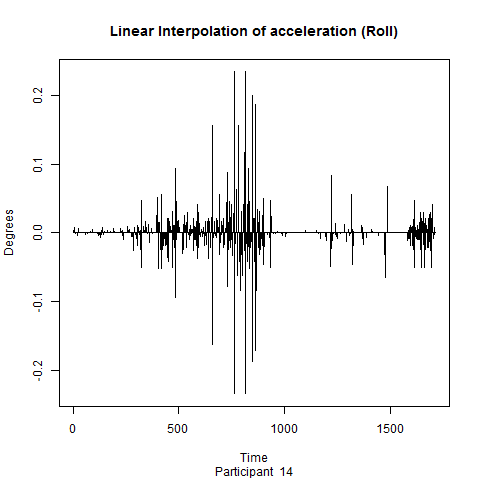 Linear Interpolation of acceleration (Roll)
Degrees
0.2
0.1
0.0
-0.1
-0.2
0 500 1000 1500
Time
Participant 14